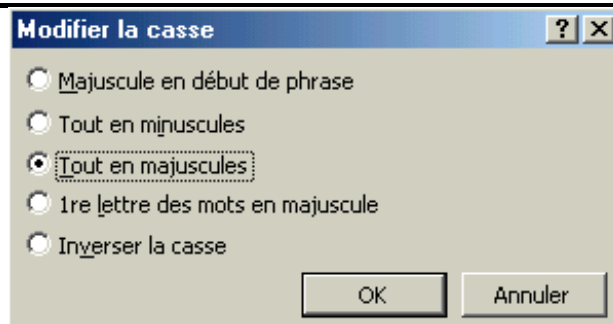 Modifier la casse
Majuscule en début de phrase
Tout en minuscules
Tout en majuscules
1re lettre des mots en majuscule
Inverser la casse
OK Annuler